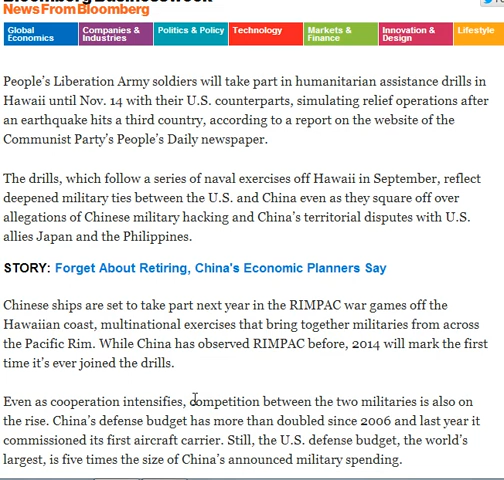 Bloomberg Businessweek
News From Bloomberg
Global Economics
Companies & Industries
Politics & Policy
Technology
Markets & Finance
Innovation & Design
Lifestyle
People's Liberation Army soldiers will take part in humanitarian assistance drills in
Hawaii until Nov. 14 with their U.S. counterparts, simulating relief operations after
an earthquake hits a third country, according to a report on the website of the
Communist Party's People's Daily newspaper.
The drills, which follow a series of naval exercises off Hawaii in September, reflect
deepened military ties between the U.S. and China even as they square off over
allegations of Chinese military hacking and China's territorial disputes with U.S.
allies Japan and the Philippines.
STORY: Forget About Retiring, China's Economic Planners Say
Chinese ships are set to take part next year in the RIMPAC war games off the
Hawaiian coast, multinational exercises that bring together militaries from across
the Pacific Rim. While China has observed RIMPAC before, 2014 will mark the first
time it's ever joined the drills.
Even as cooperation intensifies, competition between the two militaries is also on
the rise. China's defense budget has more than doubled since 2006 and last year it
commissioned its first aircraft carrier. Still, the U.S. defense budget, the world's
largest, is five times the size of China's announced military spending.